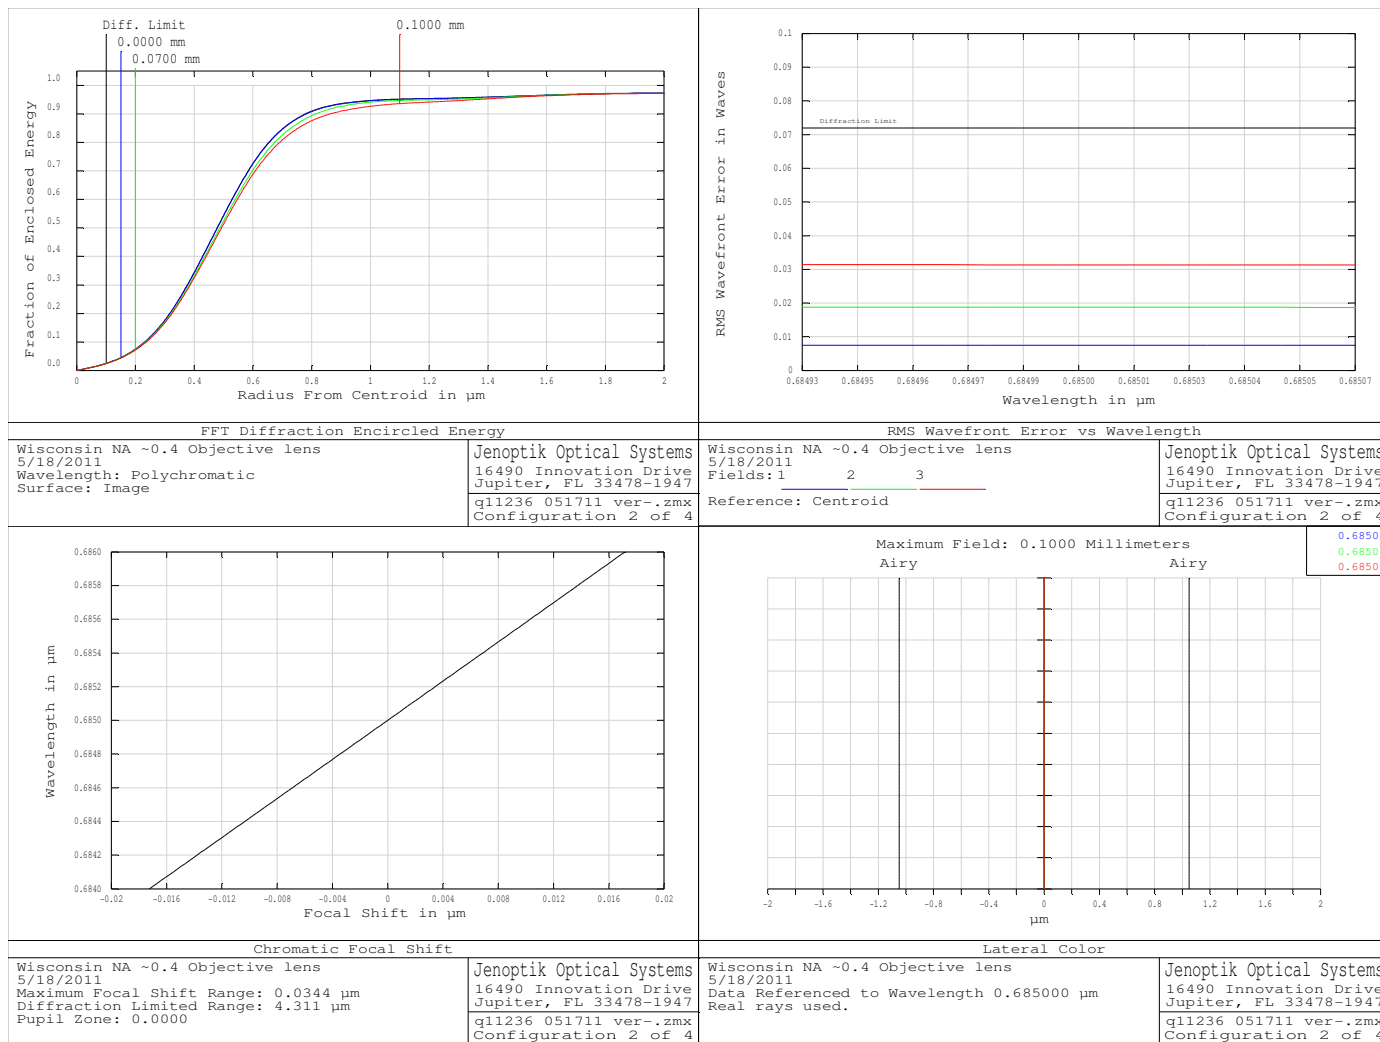 Diff. Limit
0.0000 mm
0.0700 mm
0.1000 mm
Fraction of Enclosed Energy
1.0
0.9
0.8
0.7
0.6
0.5
0.4
0.3
0.2
0.1
0.0
0 0.2 0.4 0.6 0.8 1 1.2 1.4 1.6 1.8 2
Radius From Centroid in µm
FFT Diffraction Encircled Energy
Wisconsin NA ~0.4 Objective lens
5/18/2011
Wavelength: Polychromatic
Surface: Image
Jenoptik Optical Systems
16490 Innovation Drive
Jupiter, FL 33478-1947
q11236 051711 ver-.zmx
Configuration 2 of 4
RMS Wavefront Error in Waves
0.1
0.09
0.08
0.07
0.06
0.05
0.04
0.03
0.02
0.01
0
Diffraction Limit
0.68493 0.68495 0.68496 0.68497 0.68499 0.68500 0.68501 0.68503 0.68504 0.68505 0.68507
Wavelength in µm
RMS Wavefront Error vs Wavelength
Wisconsin NA ~0.4 Objective lens
5/18/2011
Fields: 1 2 3
Reference: Centroid
Jenoptik Optical Systems
16490 Innovation Drive
Jupiter, FL 33478-1947
q11236 051711 ver-.zmx
Configuration 2 of 4
Wavelength in µm
0.6860
0.6858
0.6856
0.6854
0.6852
0.6850
0.6848
0.6846
0.6844
0.6842
0.6840
-0.02 -0.016 -0.012 -0.008 -0.004 0 0.004 0.008 0.012 0.016 0.02
Focal Shift in µm
Chromatic Focal Shift
Wisconsin NA ~0.4 Objective lens
5/18/2011
Maximum Focal Shift Range: 0.0344 µm
Diffraction Limited Range: 4.311 µm
Pupil Zone: 0.0000
Jenoptik Optical Systems
16490 Innovation Drive
Jupiter, FL 33478-1947
q11236 051711 ver-.zmx
Configuration 2 of 4
Maximum Field: 0.1000 Millimeters
Airy Airy
0.6850
0.6850
0.6850
-2 -1.6 -1.2 -0.8 -0.4 0 0.4 0.8 1.2 1.6 2
µm
Lateral Color
Wisconsin NA ~0.4 Objective lens
5/18/2011
Data Referenced to Wavelength 0.685000 µm
Real rays used.
Jenoptik Optical Systems
16490 Innovation Drive
Jupiter, FL 33478-1947
q11236 051711 ver-.zmx
Configuration 2 of 4